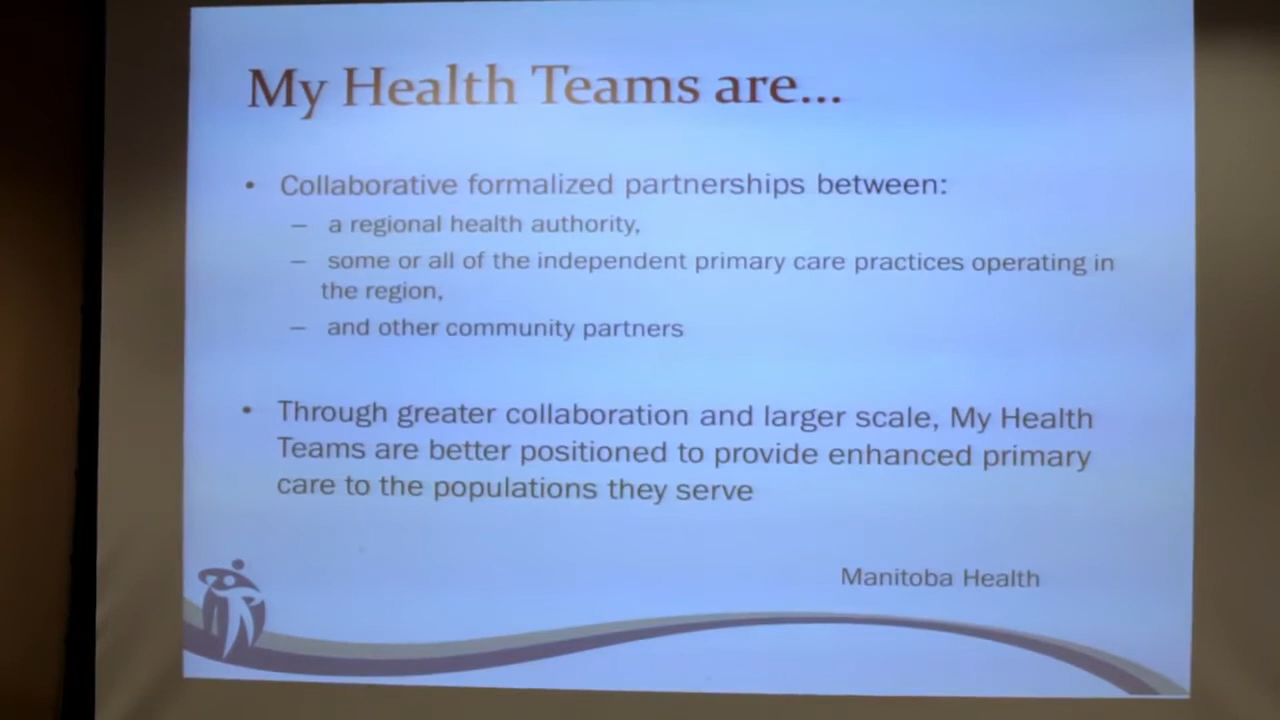 My Health Teams are...
• Collaborative formalized partnerships between:
– a regional health authority,
– some or all of the independent primary care practices operating in
the region,
– and other community partners
• Through greater collaboration and larger scale, My Health
Teams are better positioned to provide enhanced primary
care to the populations they serve
Manitoba Health